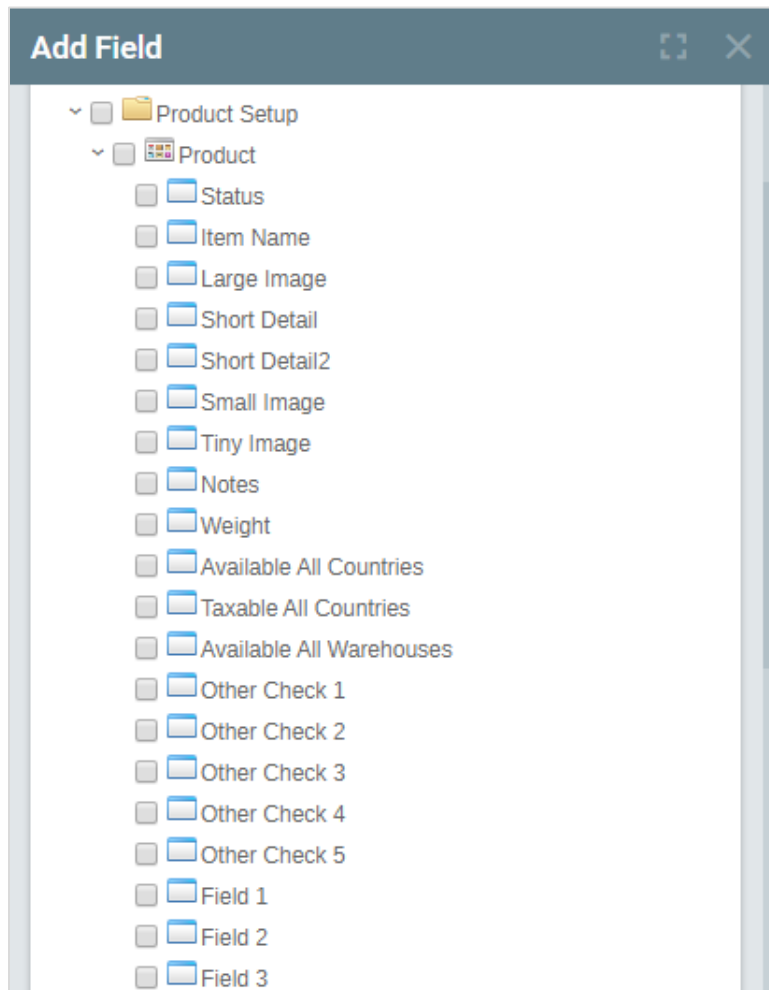 Add Field
Product Setup
Product
Status
Item Name
Large Image
Short Detail
Short Detail2
Small Image
Tiny Image
Notes
Weight
Available All Countries
Taxable All Countries
Available All Warehouses
Other Check 1
Other Check 2
Other Check 3
Other Check 4
Other Check 5
Field 1
Field 2
Field 3